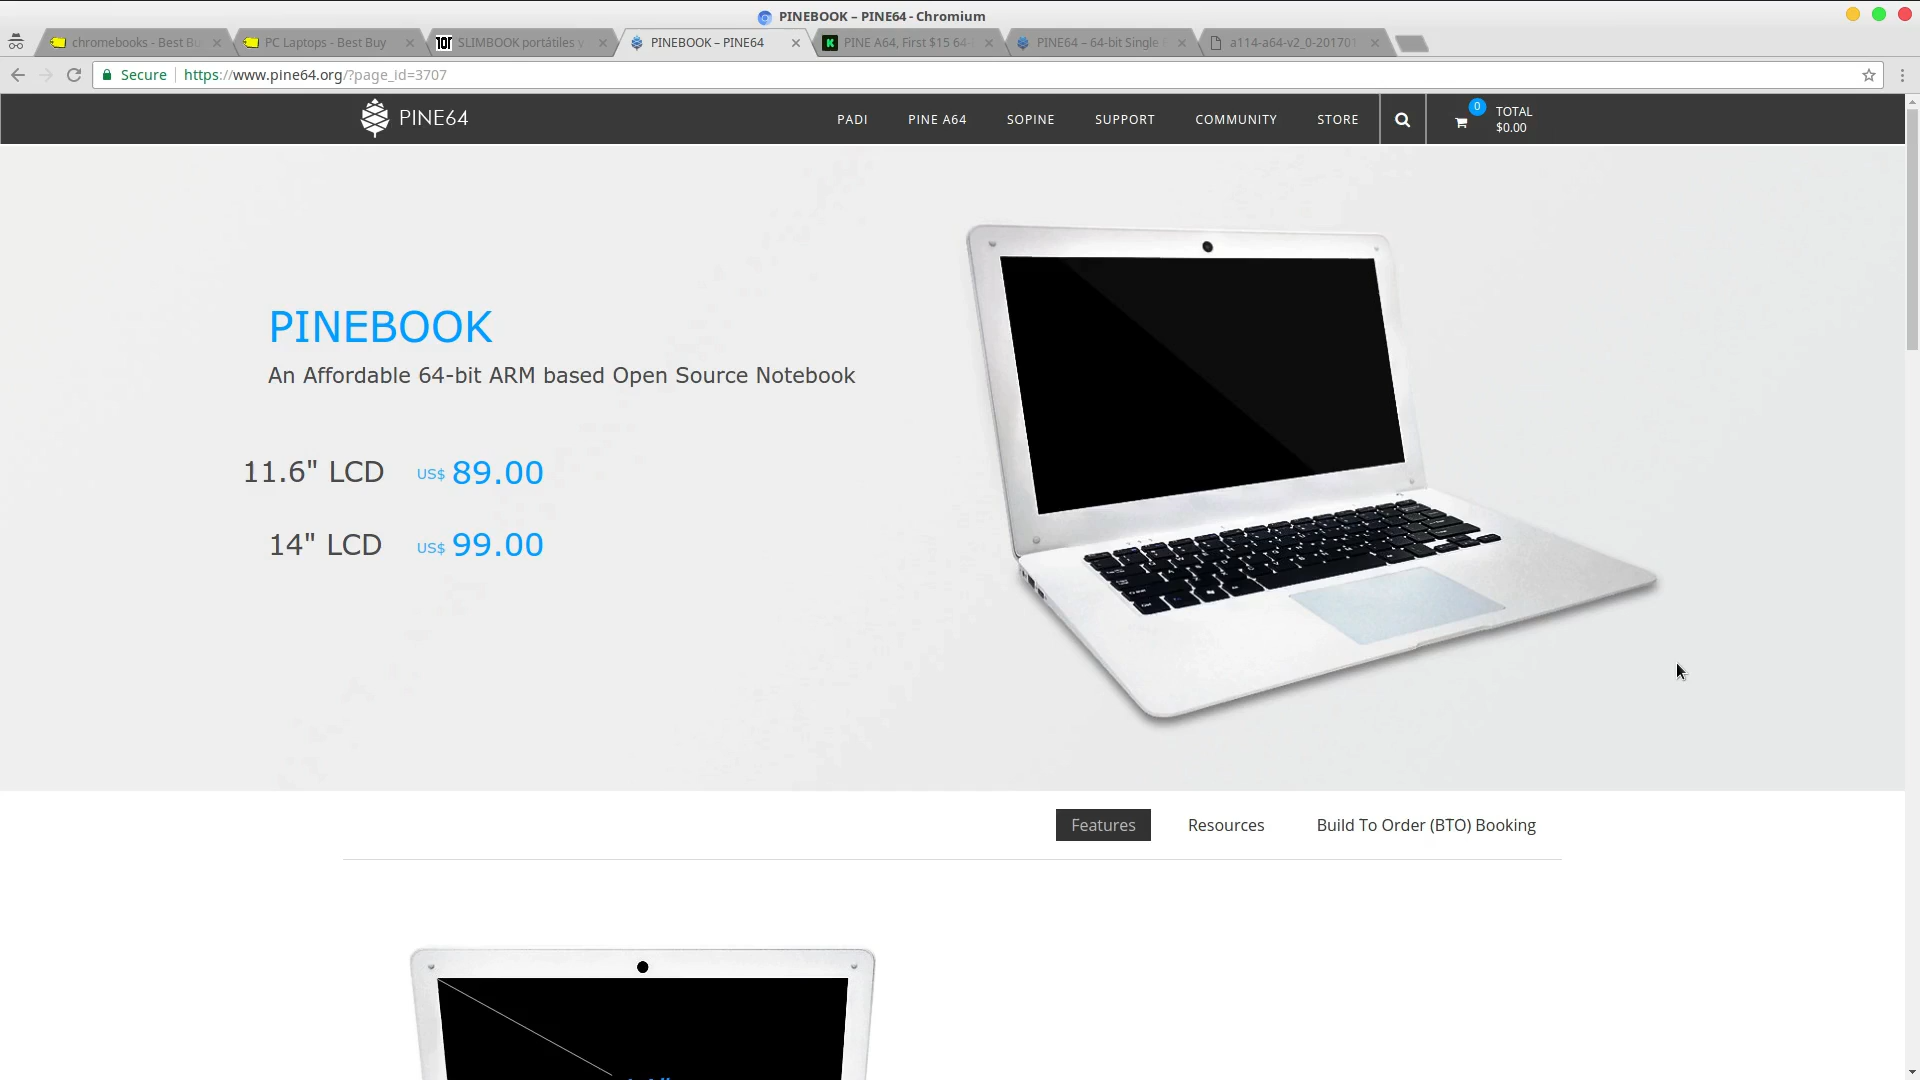 PINEBOOK – PINE64 - Chromium
chromebooks - Best Bu
PC Laptops - Best Buy
SLIMBOOK portátiles y
PINEBOOK – PINE64
PINE A64, First $15 64-
PINE64 – 64-bit Single
a114-a64-v2_0-201701
Secure
https://www.pine64.org/?page_id=3707
PINE64
PADI
PINE A64
SOPINE
SUPPORT
COMMUNITY
STORE
0
TOTAL
$0.00
PINEBOOK
An Affordable 64-bit ARM based Open Source Notebook
11.6" LCD US$ 89.00
14" LCD US$ 99.00
Features
Resources
Build To Order (BTO) Booking